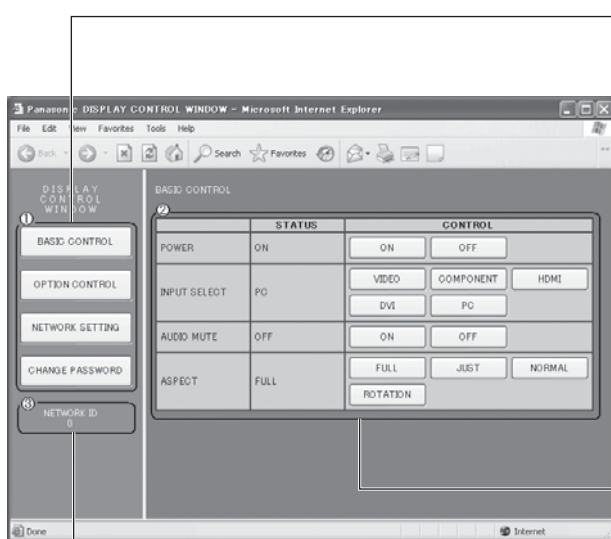 Panasonic DISPLAY CONTROL WINDOW - Microsoft Internet Explorer
File Edit View Favorites Tools Help
Back Search Favorites
DISPLAY
CONTROL
WINDOW
①
BASIC CONTROL
OPTION CONTROL
NETWORK SETTING
CHANGE PASSWORD
③
NETWORK ID
0
BASIC CONTROL
②
STATUS CONTROL
POWER ON ON OFF
INPUT SELECT PC VIDEO COMPONENT HDMI
DVI PC
AUDIO MUTE OFF ON OFF
ASPECT FULL FULL JUST NORMAL
ROTATION
Done Internet